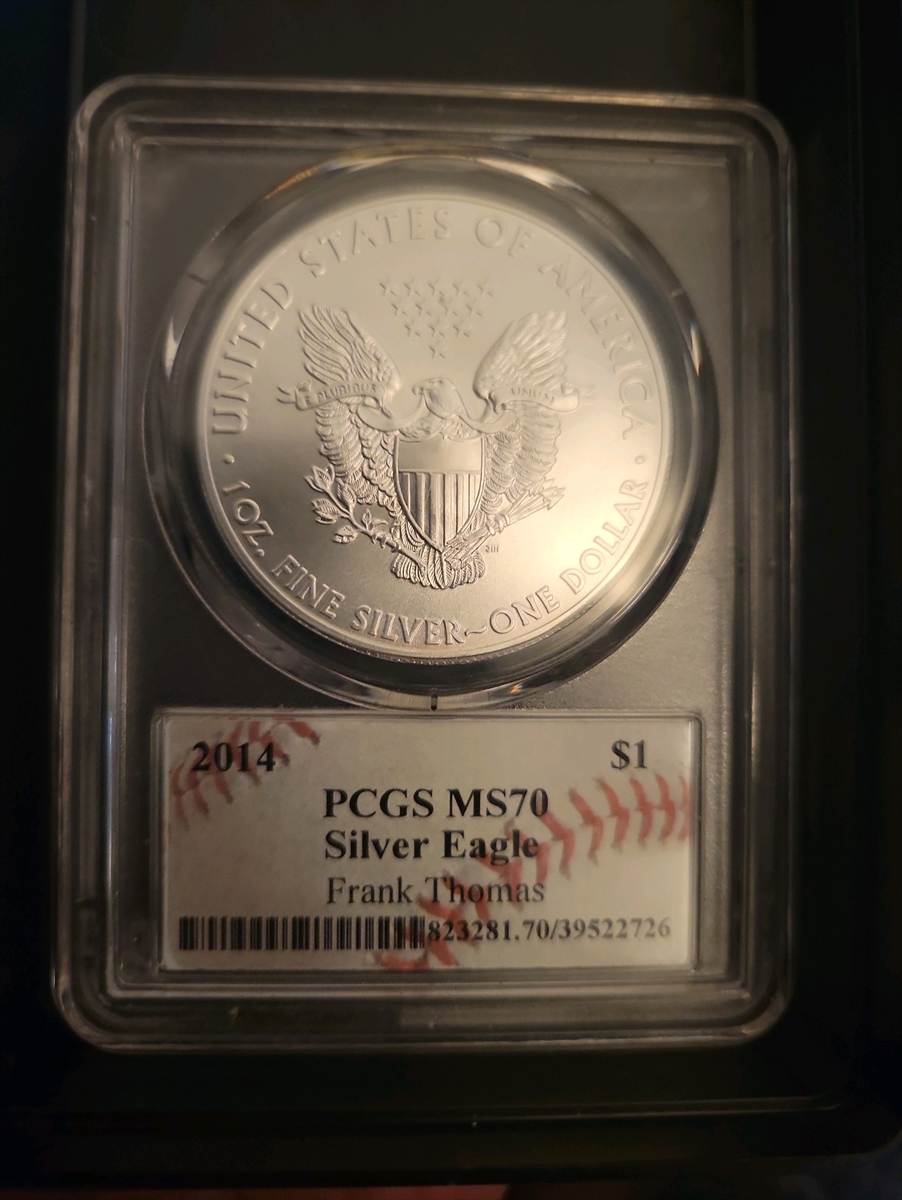 UNITED STATES OF AMERICA
E PLURIBUS UNUM
1 OZ. FINE SILVER~ONE DOLLAR
2014 $1
PCGS MS70
Silver Eagle
Frank Thomas
823281.70/39522726